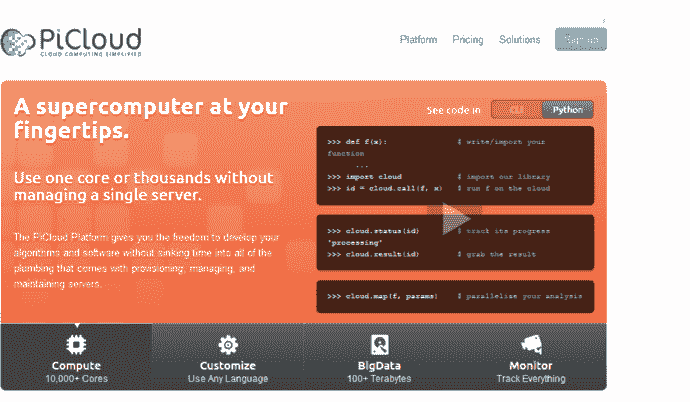 PiCloud
CLOUD COMPUTING SIMPLIFIED
Platform Pricing Solutions Sign up
A supercomputer at your
fingertips.
Use one core or thousands without
managing a single server.
The PiCloud Platform gives you the freedom to develop your
algorithms and software without sinking time into all of the
plumbing that comes with provisioning, managing, and
maintaining servers.
See code in CLI Python
>>> def f(x): # write/import your
function
...
>>> import cloud # import our library
>>> id = cloud.call(f, x) # run f on the cloud
>>> cloud.status(id) # track its progress
'processing'
>>> cloud.result(id) # grab the result
>>> cloud.map(f, params) # parallelize your analysis
Compute
10,000+ Cores
Customize
Use Any Language
BigData
100+ Terabytes
Monitor
Track Everything